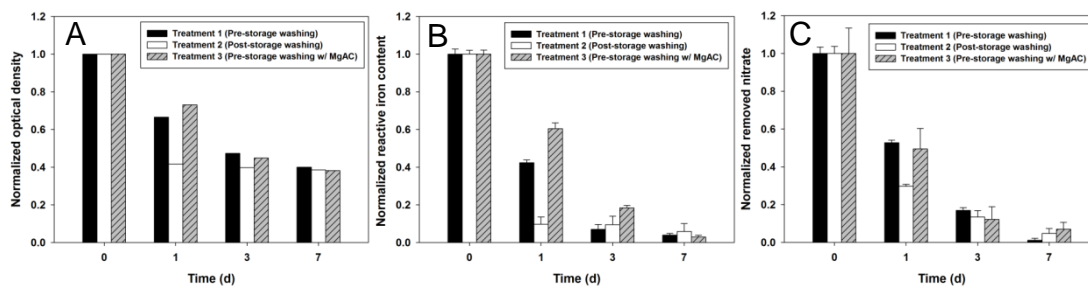 A
Treatment 1 (Pre-storage washing)
Treatment 2 (Post-storage washing)
Treatment 3 (Pre-storage washing w/ MgAC)
Normalized optical density
1.2
1.0
0.8
0.6
0.4
0.2
0.0
0 1 3 7
Time (d)
B
Treatment 1 (Pre-storage washing)
Treatment 2 (Post-storage washing)
Treatment 3 (Pre-storage washing w/ MgAC)
Normalized reactive iron content
1.2
1.0
0.8
0.6
0.4
0.2
0.0
0 1 3 7
Time (d)
C
Treatment 1 (Pre-storage washing)
Treatment 2 (Post-storage washing)
Treatment 3 (Pre-storage washing w/ MgAC)
Normalized removed nitrate
1.2
1.0
0.8
0.6
0.4
0.2
0.0
0 1 3 7
Time (d)